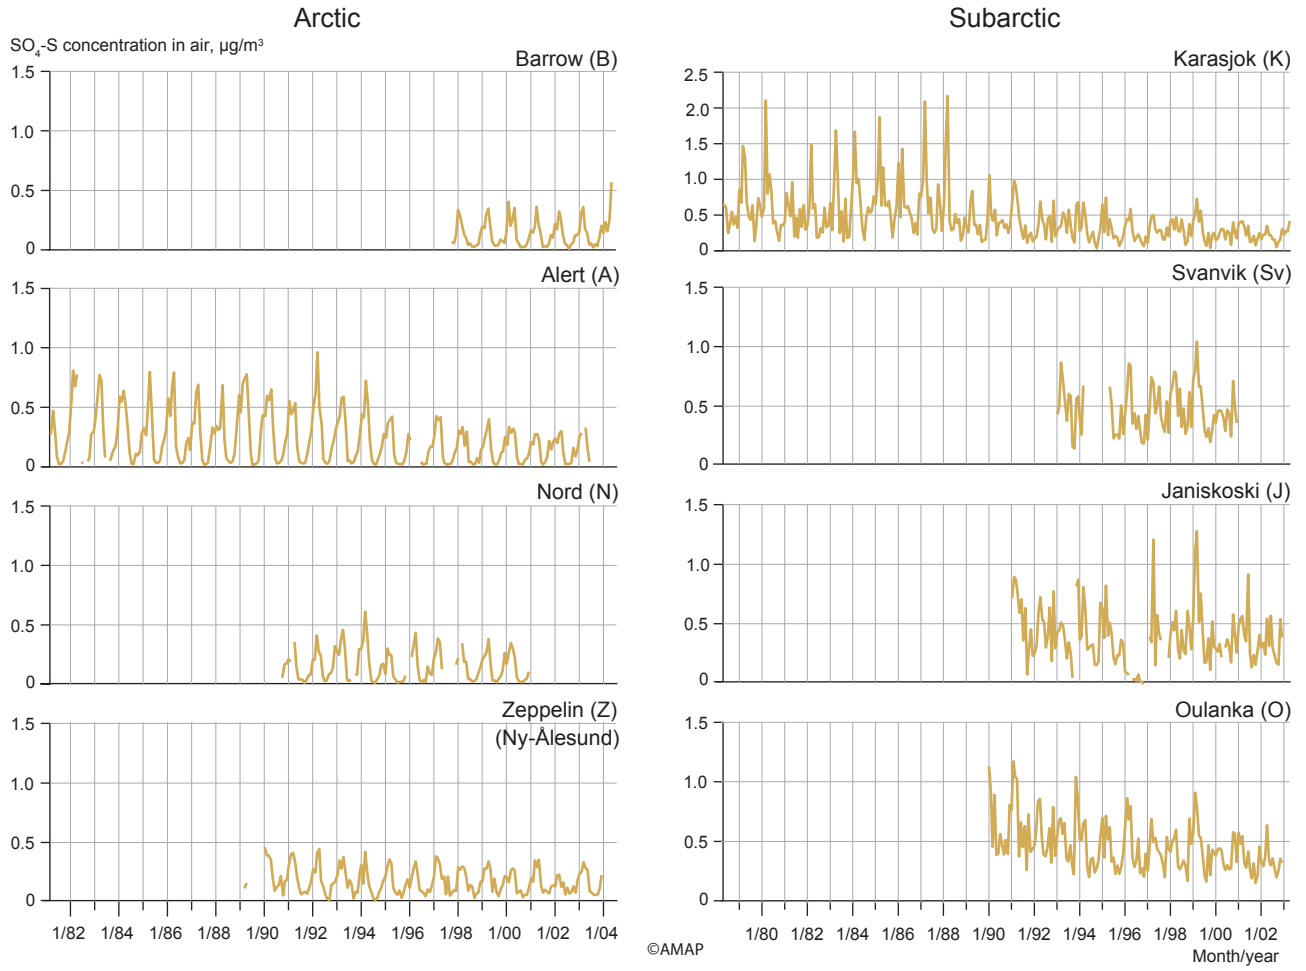 Arctic
Subarctic
SO4-S concentration in air, µg/m³
Barrow (B)
1.5
1.0
0.5
0
Karasjok (K)
2.5
2.0
1.5
1.0
0.5
0
Alert (A)
1.5
1.0
0.5
0
Svanvik (Sv)
1.5
1.0
0.5
0
Nord (N)
1.5
1.0
0.5
0
Janiskoski (J)
1.5
1.0
0.5
0
Zeppelin (Z)
(Ny-Ålesund)
1.5
1.0
0.5
0
1/82 1/84 1/86 1/88 1/90 1/92 1/94 1/96 1/98 1/00 1/02 1/04
Oulanka (O)
1.5
1.0
0.5
0
1/80 1/82 1/84 1/86 1/88 1/90 1/92 1/94 1/96 1/98 1/00 1/02
Month/year
©AMAP